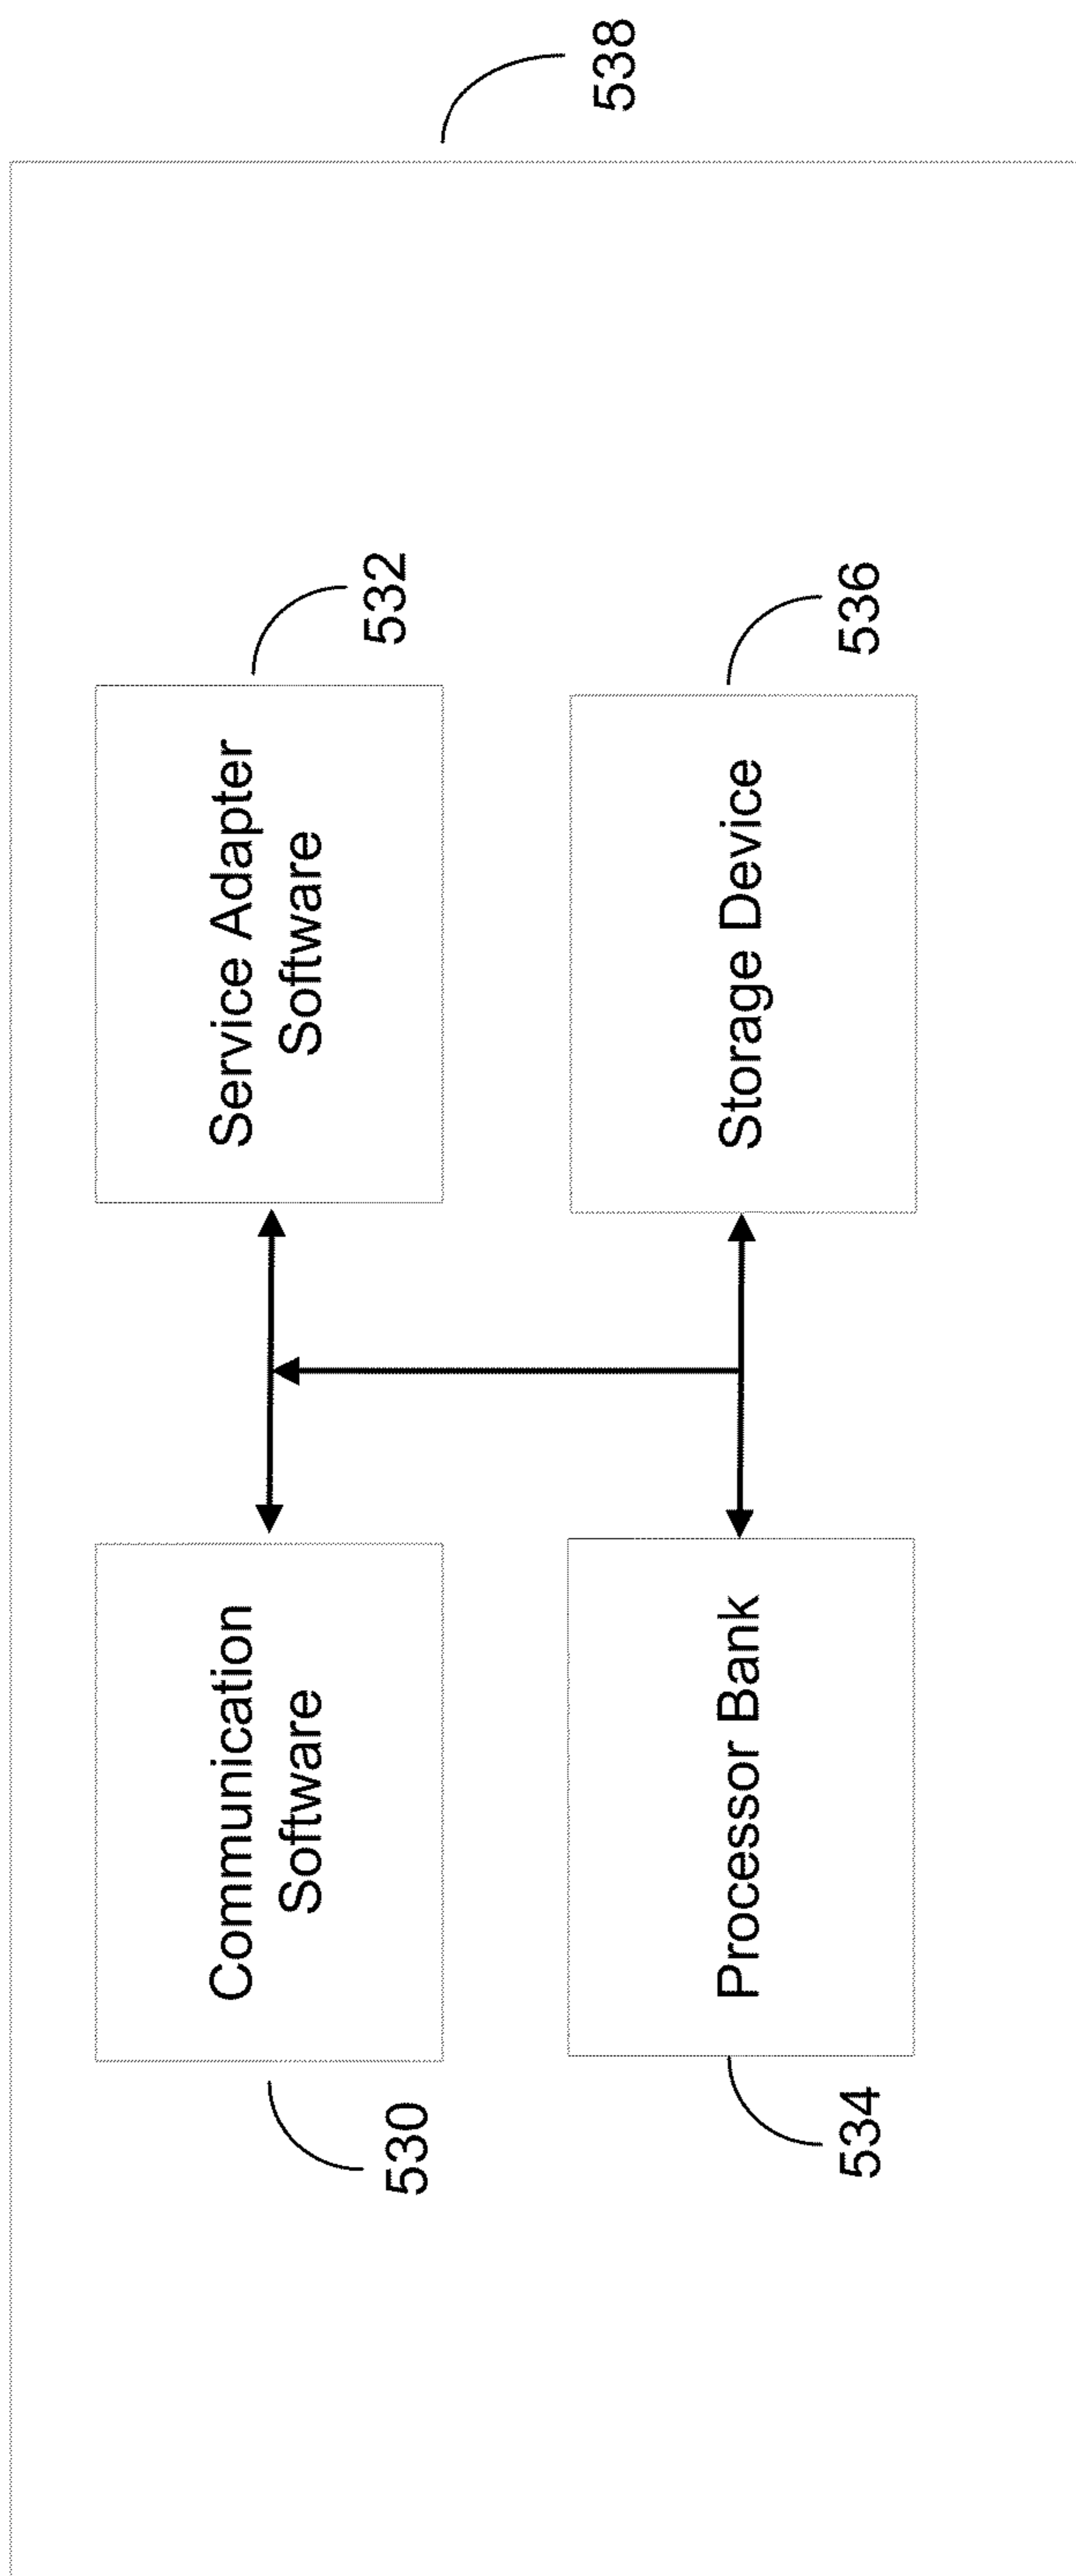 538
Communication
Software
530
Service Adapter
Software
532
Processor Bank
534
Storage Device
536